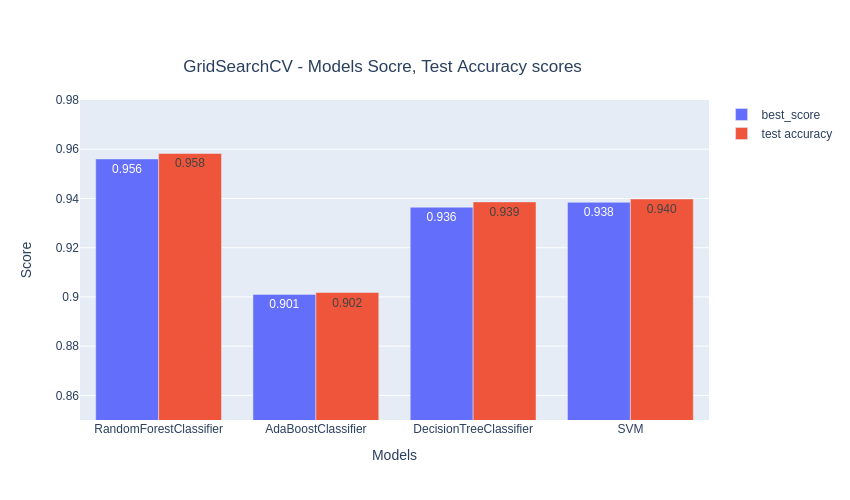 GridSearchCV - Models Socre, Test Accuracy scores
best_score
test accuracy
Score
0.98
0.96
0.94
0.92
0.9
0.88
0.86
0.956
0.958
0.901
0.902
0.936
0.939
0.938
0.940
RandomForestClassifier
AdaBoostClassifier
DecisionTreeClassifier
SVM
Models